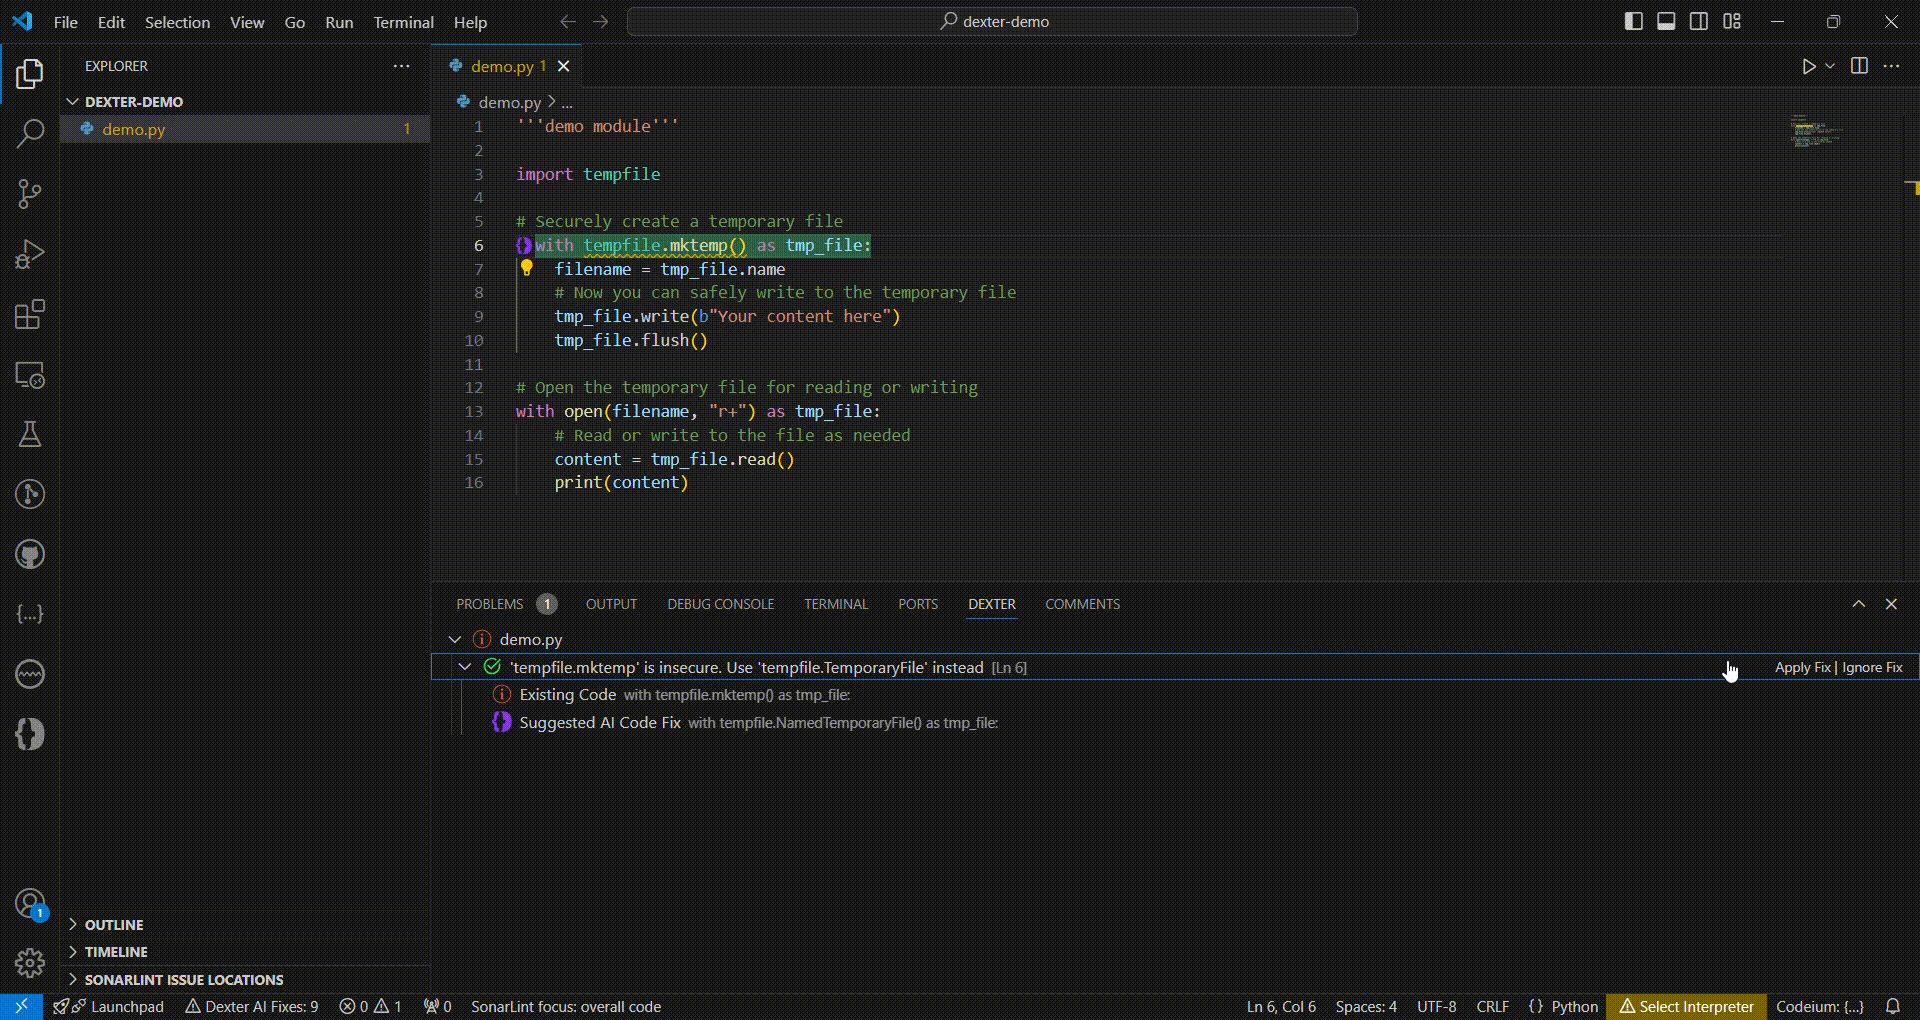 File Edit Selection View Go Run Terminal Help
dexter-demo
EXPLORER
DEXTER-DEMO
demo.py 1
demo.py 1
demo.py > ...
1 '''demo module'''
2
3 import tempfile
4
5 # Securely create a temporary file
6 with tempfile.mktemp() as tmp_file:
7 filename = tmp_file.name
8 # Now you can safely write to the temporary file
9 tmp_file.write(b"Your content here")
10 tmp_file.flush()
11
12 # Open the temporary file for reading or writing
13 with open(filename, "r+") as tmp_file:
14 # Read or write to the file as needed
15 content = tmp_file.read()
16 print(content)
PROBLEMS 1 OUTPUT DEBUG CONSOLE TERMINAL PORTS DEXTER COMMENTS
demo.py
'tempfile.mktemp' is insecure. Use 'tempfile.TemporaryFile' instead [Ln 6] Apply Fix | Ignore Fix
Existing Code with tempfile.mktemp() as tmp_file:
Suggested AI Code Fix with tempfile.NamedTemporaryFile() as tmp_file:
1
OUTLINE
TIMELINE
SONARLINT ISSUE LOCATIONS
Launchpad Dexter AI Fixes: 9 0 1 0 SonarLint focus: overall code Ln 6, Col 6 Spaces: 4 UTF-8 CRLF {} Python Select Interpreter Codeium: {...}